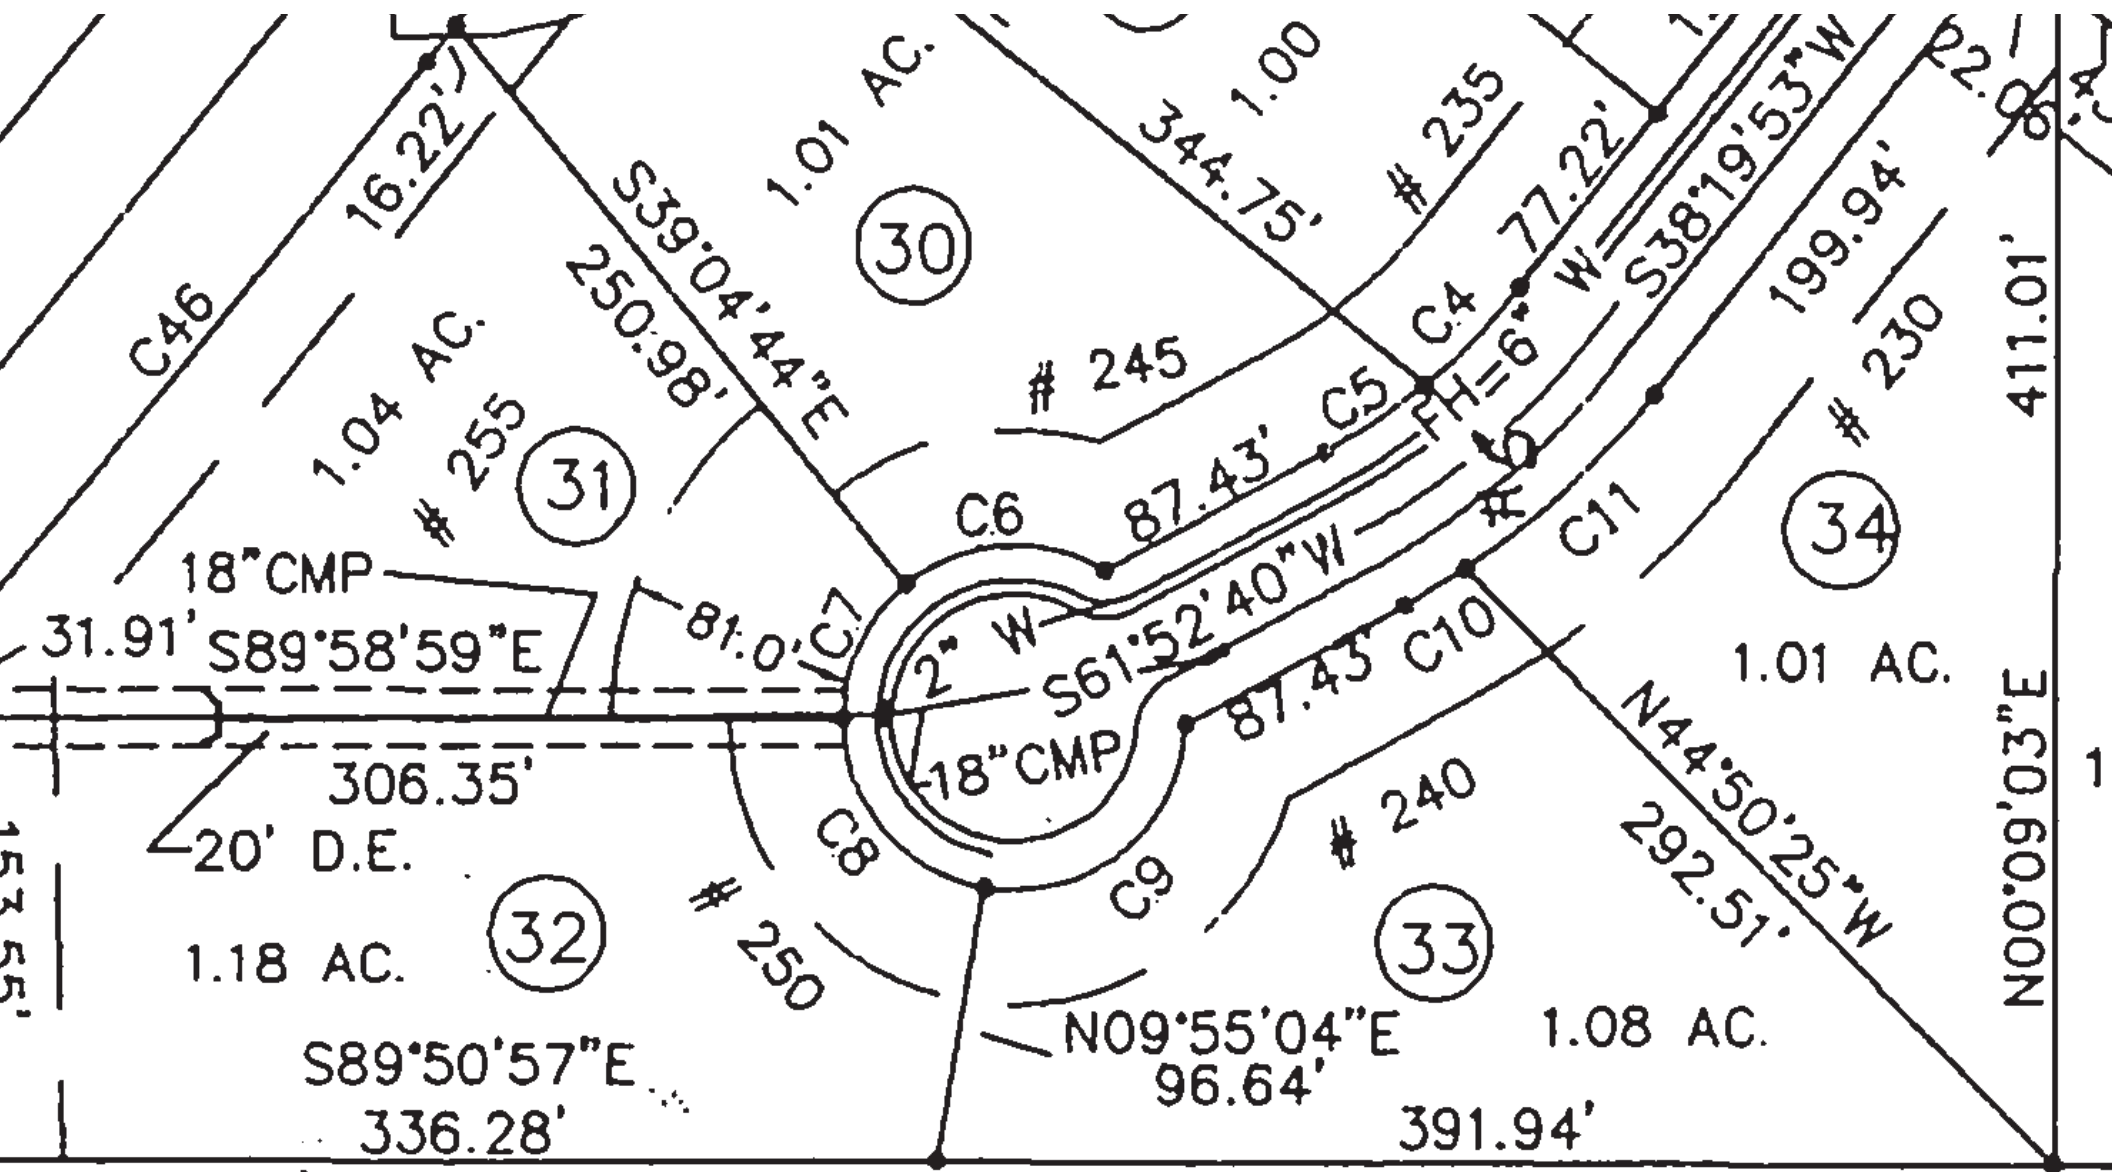 1.01 AC.
1.00
# 235
344.75'
77.22'
S38°19'53"W
199.94'
# 230
411.01'
16.22'
S39°04'44"E
250.98'
30
C46
1.04 AC.
# 255
31
# 245
C4
C5
FH=6" W
87.43'
C6
C7
81.0'
18"CMP
31.91'
S89°58'59"E
2" W
S61°52'40"W
C11
34
1.01 AC.
C10
87.43'
18"CMP
306.35'
20' D.E.
C8
C9
# 240
N44°50'25"W
292.51'
N00°09'03"E
1
153.55'
32
1.18 AC.
# 250
33
1.08 AC.
N09°55'04"E
96.64'
S89°50'57"E
336.28'
391.94'